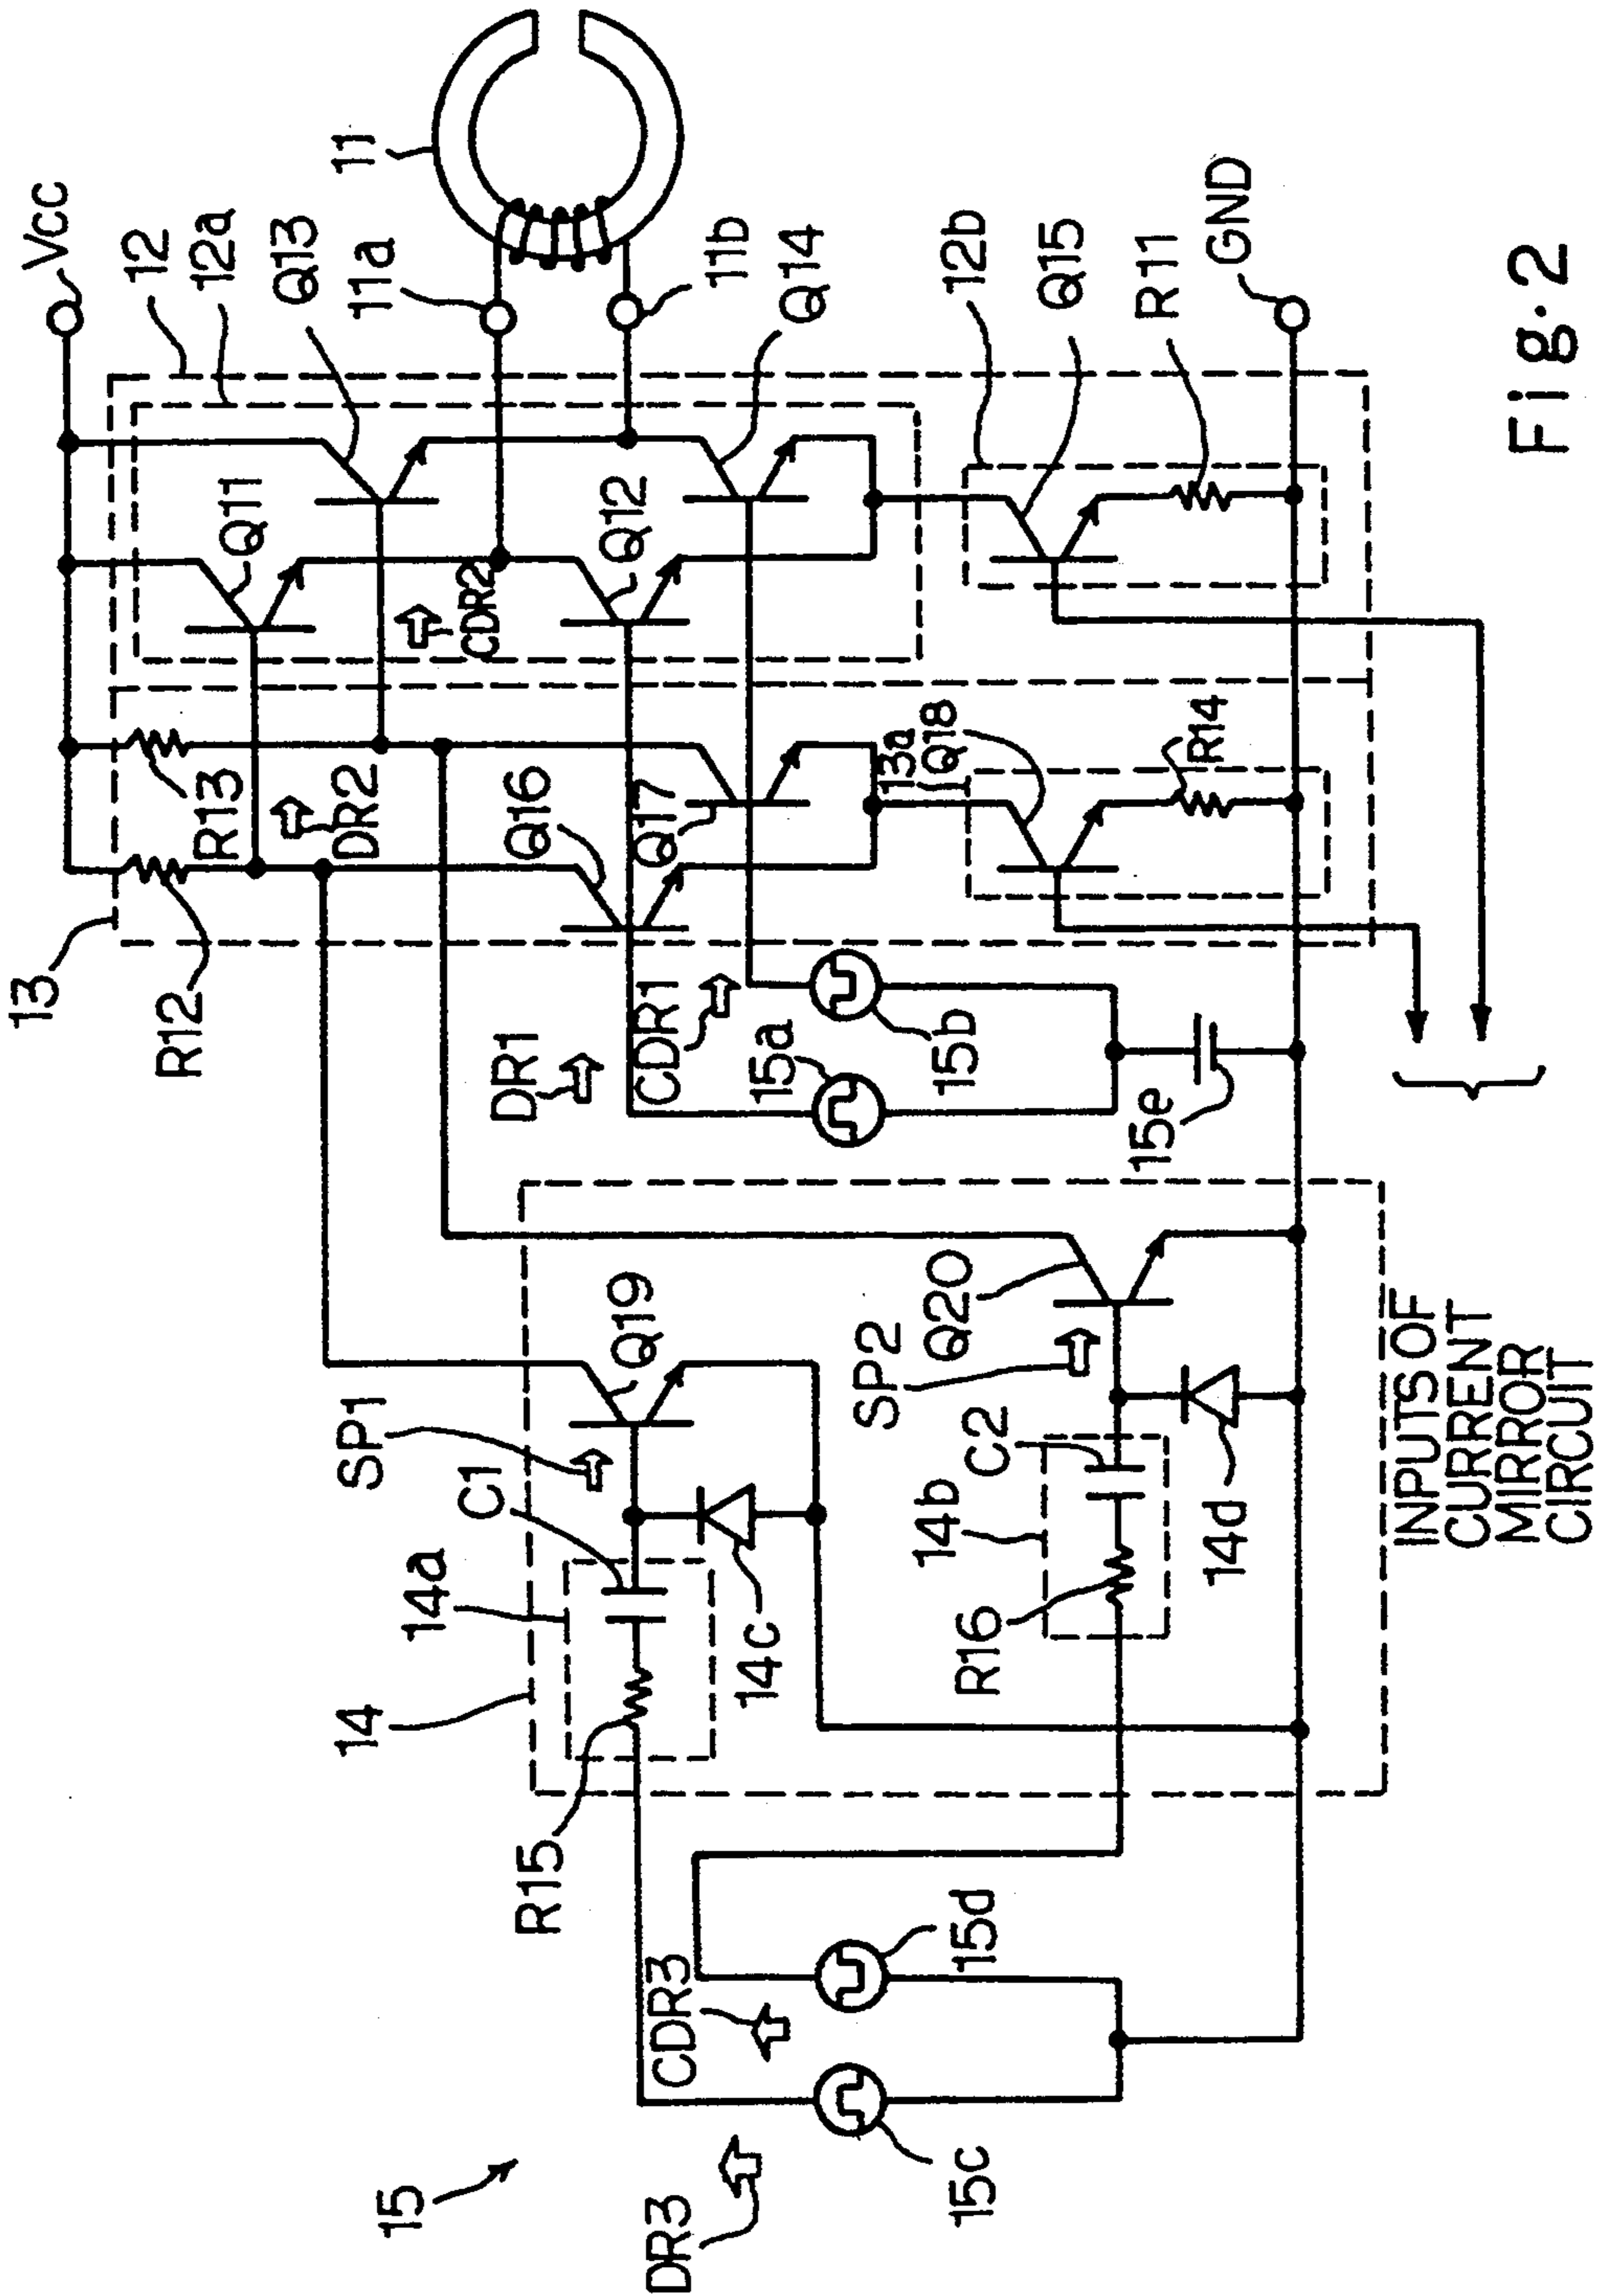 Vcc
12
12a
Q13
11a
11
11b
Q14
12b
Q15
R11
GND
Q11
CDR2
Q12
13
R12
R13
DR2
Q16
Q17
13a
Q18
R14
DR1
CDR1
15a
15b
15e
SP1
Q19
C1
14a
14
R15
14c
SP2
Q20
C2
14b
R16
14d
INPUTS OF
CURRENT
MIRROR
CIRCUIT
15
DR3
CDR3
15c
15d
Fig. 2